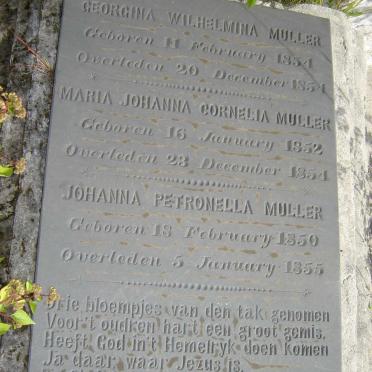 GEORGINA WILHELMINA MULLER
Geboren 11 February 1854
Overleden 20 December 1854
MARIA JOHANNA CORNELIA MULLER
Geboren 16 January 1852
Overleden 23 December 1854
JOHANNA PETRONELLA MULLER
Geboren 18 February 1850
Overleden 5 January 1855
Drie bloempjes van den tak genomen
Voor't oudren hart een groot gemis.
Heeft God in't Hemelryk doen komen
Ja daar waar Jezus is.